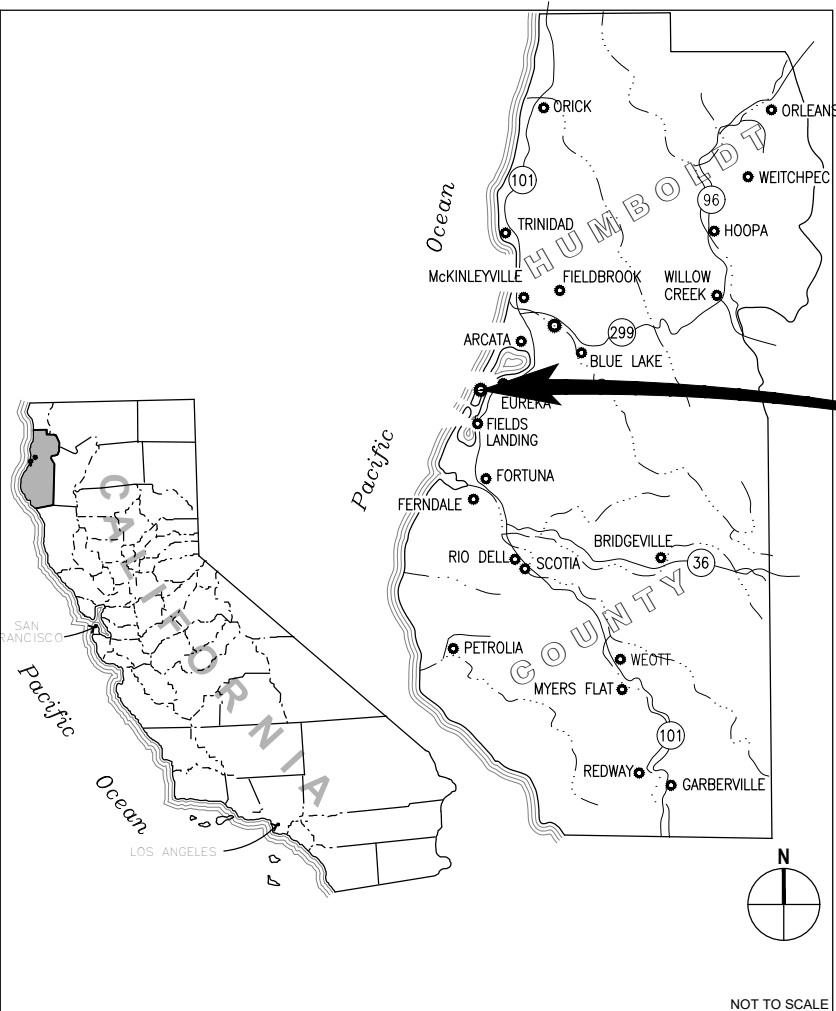 ORICK
ORLEANS
WEITCHPEC
101
96
HUMBOLDT
HOOPA
Ocean
TRINIDAD
McKINLEYVILLE
FIELDBROOK
WILLOW
CREEK
299
ARCATA
BLUE LAKE
EUREKA
FIELDS
LANDING
Pacific
FORTUNA
FERNDALE
BRIDGEVILLE
RIO DELL
SCOTIA
36
COUNTY
PETROLIA
WEOTT
MYERS FLAT
101
REDWAY
GARBERVILLE
CALIFORNIA
SAN
RANCISCO
Pacific
Ocean
LOS ANGELES
N
NOT TO SCALE